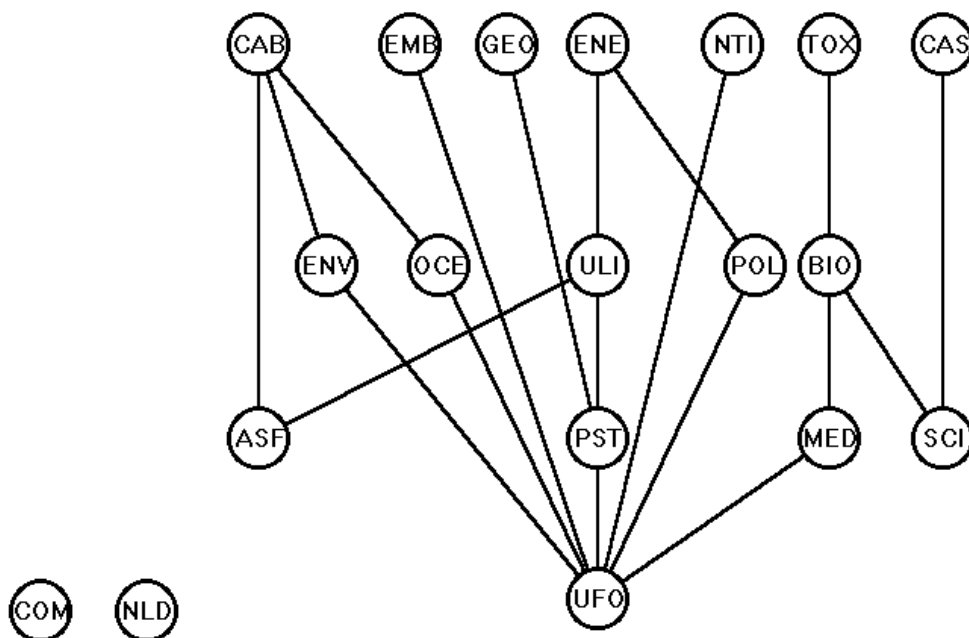 CAB EMB GEO ENE NTI TOX CAS
ENV OCE ULI POL BIO
ASF PST MED SCI
UFO
COM NLD